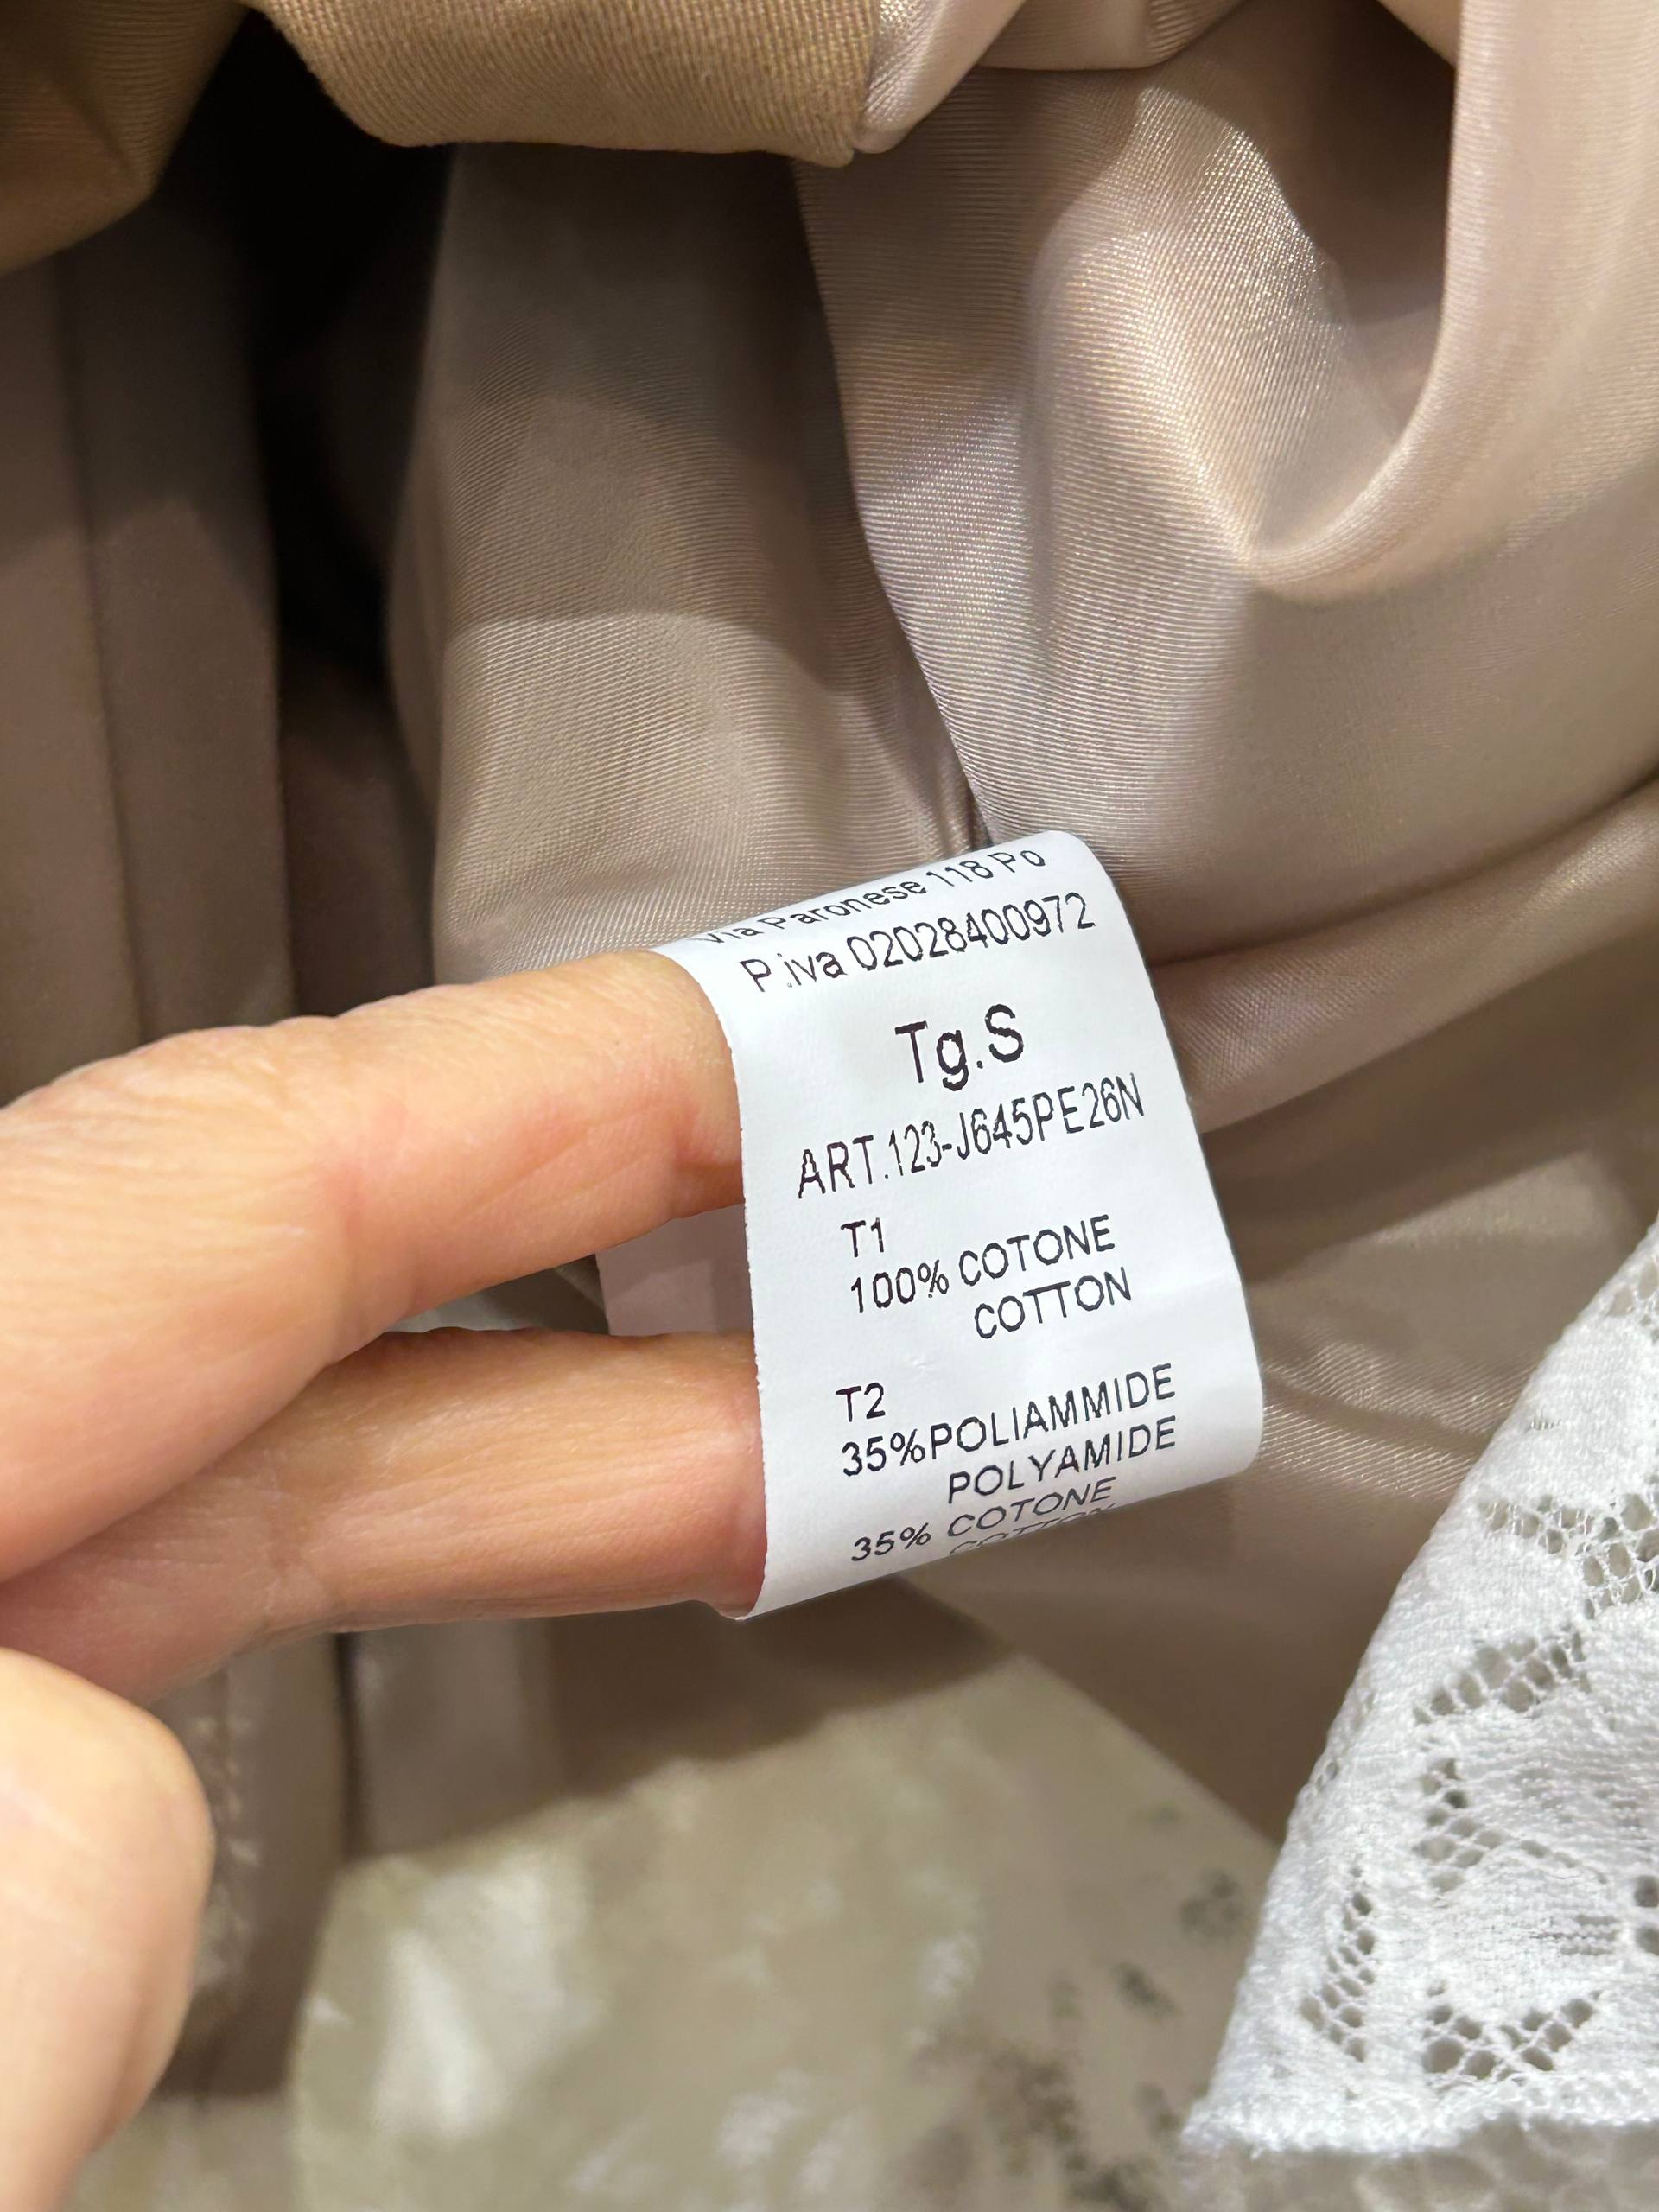 Via Paronese 118 Po
P.iva 02028400972
Tg.S
ART.123-J645PE26N
T1
100% COTONE
COTTON
T2
35%POLIAMMIDE
POLYAMIDE
35% COTONE
COTTON